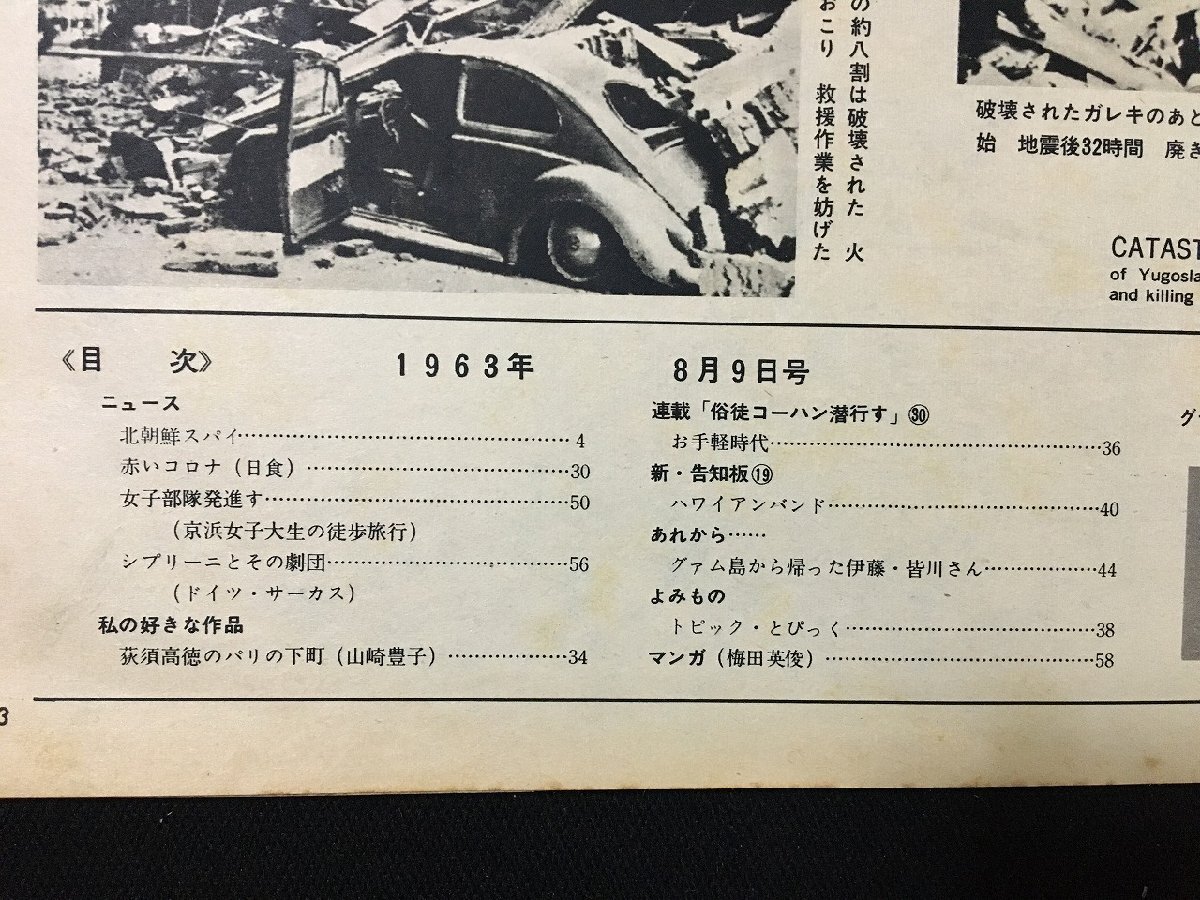 の約八割は破壊された　火
おこり　救援作業を妨げた
破壊されたガレキのあと
始　地震後32時間　廃き
CATAST
of Yugosla
and killing
《目　次》　1963年　8月9日号
ニュース
北朝鮮スパイ……4
赤いコロナ（日食）……30
女子部隊発進す……50
（京浜女子大生の徒歩旅行）
シプリーニとその劇団……56
（ドイツ・サーカス）
私の好きな作品
荻須高徳のパリの下町（山崎豊子）……34
連載「俗徒コーハン潜行す」㉚
お手軽時代……36
新・告知板⑲
ハワイアンバンド……40
あれから……
グァム島から帰った伊藤・皆川さん……44
よみもの
トピック・とぴっく……38
マンガ（梅田英俊）……58
グ
3